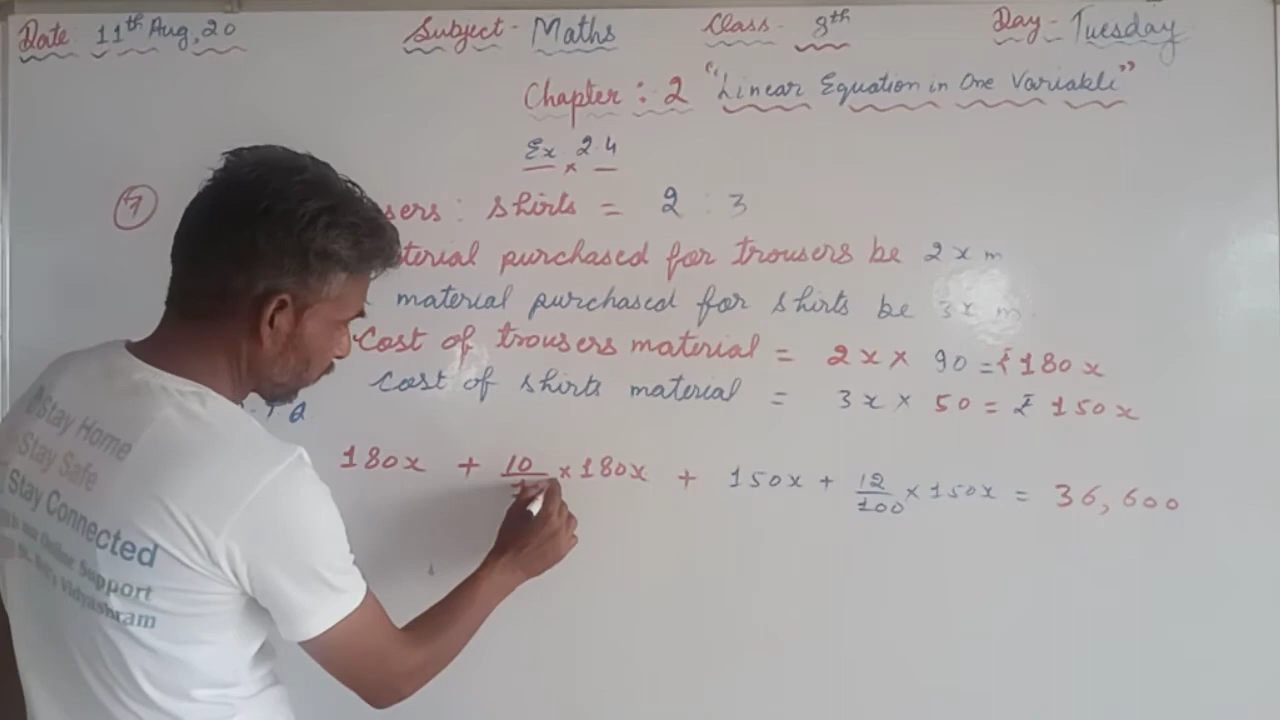 Date: 11th Aug, 20 Subject- Maths Class- 8th Day- Tuesday
Chapter: 2 "Linear Equation in One Variable"
Ex 2.4
7 : shirts = 2 : 3
purchased for trousers be 2x m
material purchased for shirts be 3x m
Cost of trousers material = 2x × 90 = ₹180x
Cost of shirts material = 3x × 50 = ₹ 150x
180x + 10/ × 180x + 150x + 12/100 × 150x = 36,600
Stay Home
Stay Safe
Stay Connected
Online Support
Vidyashram